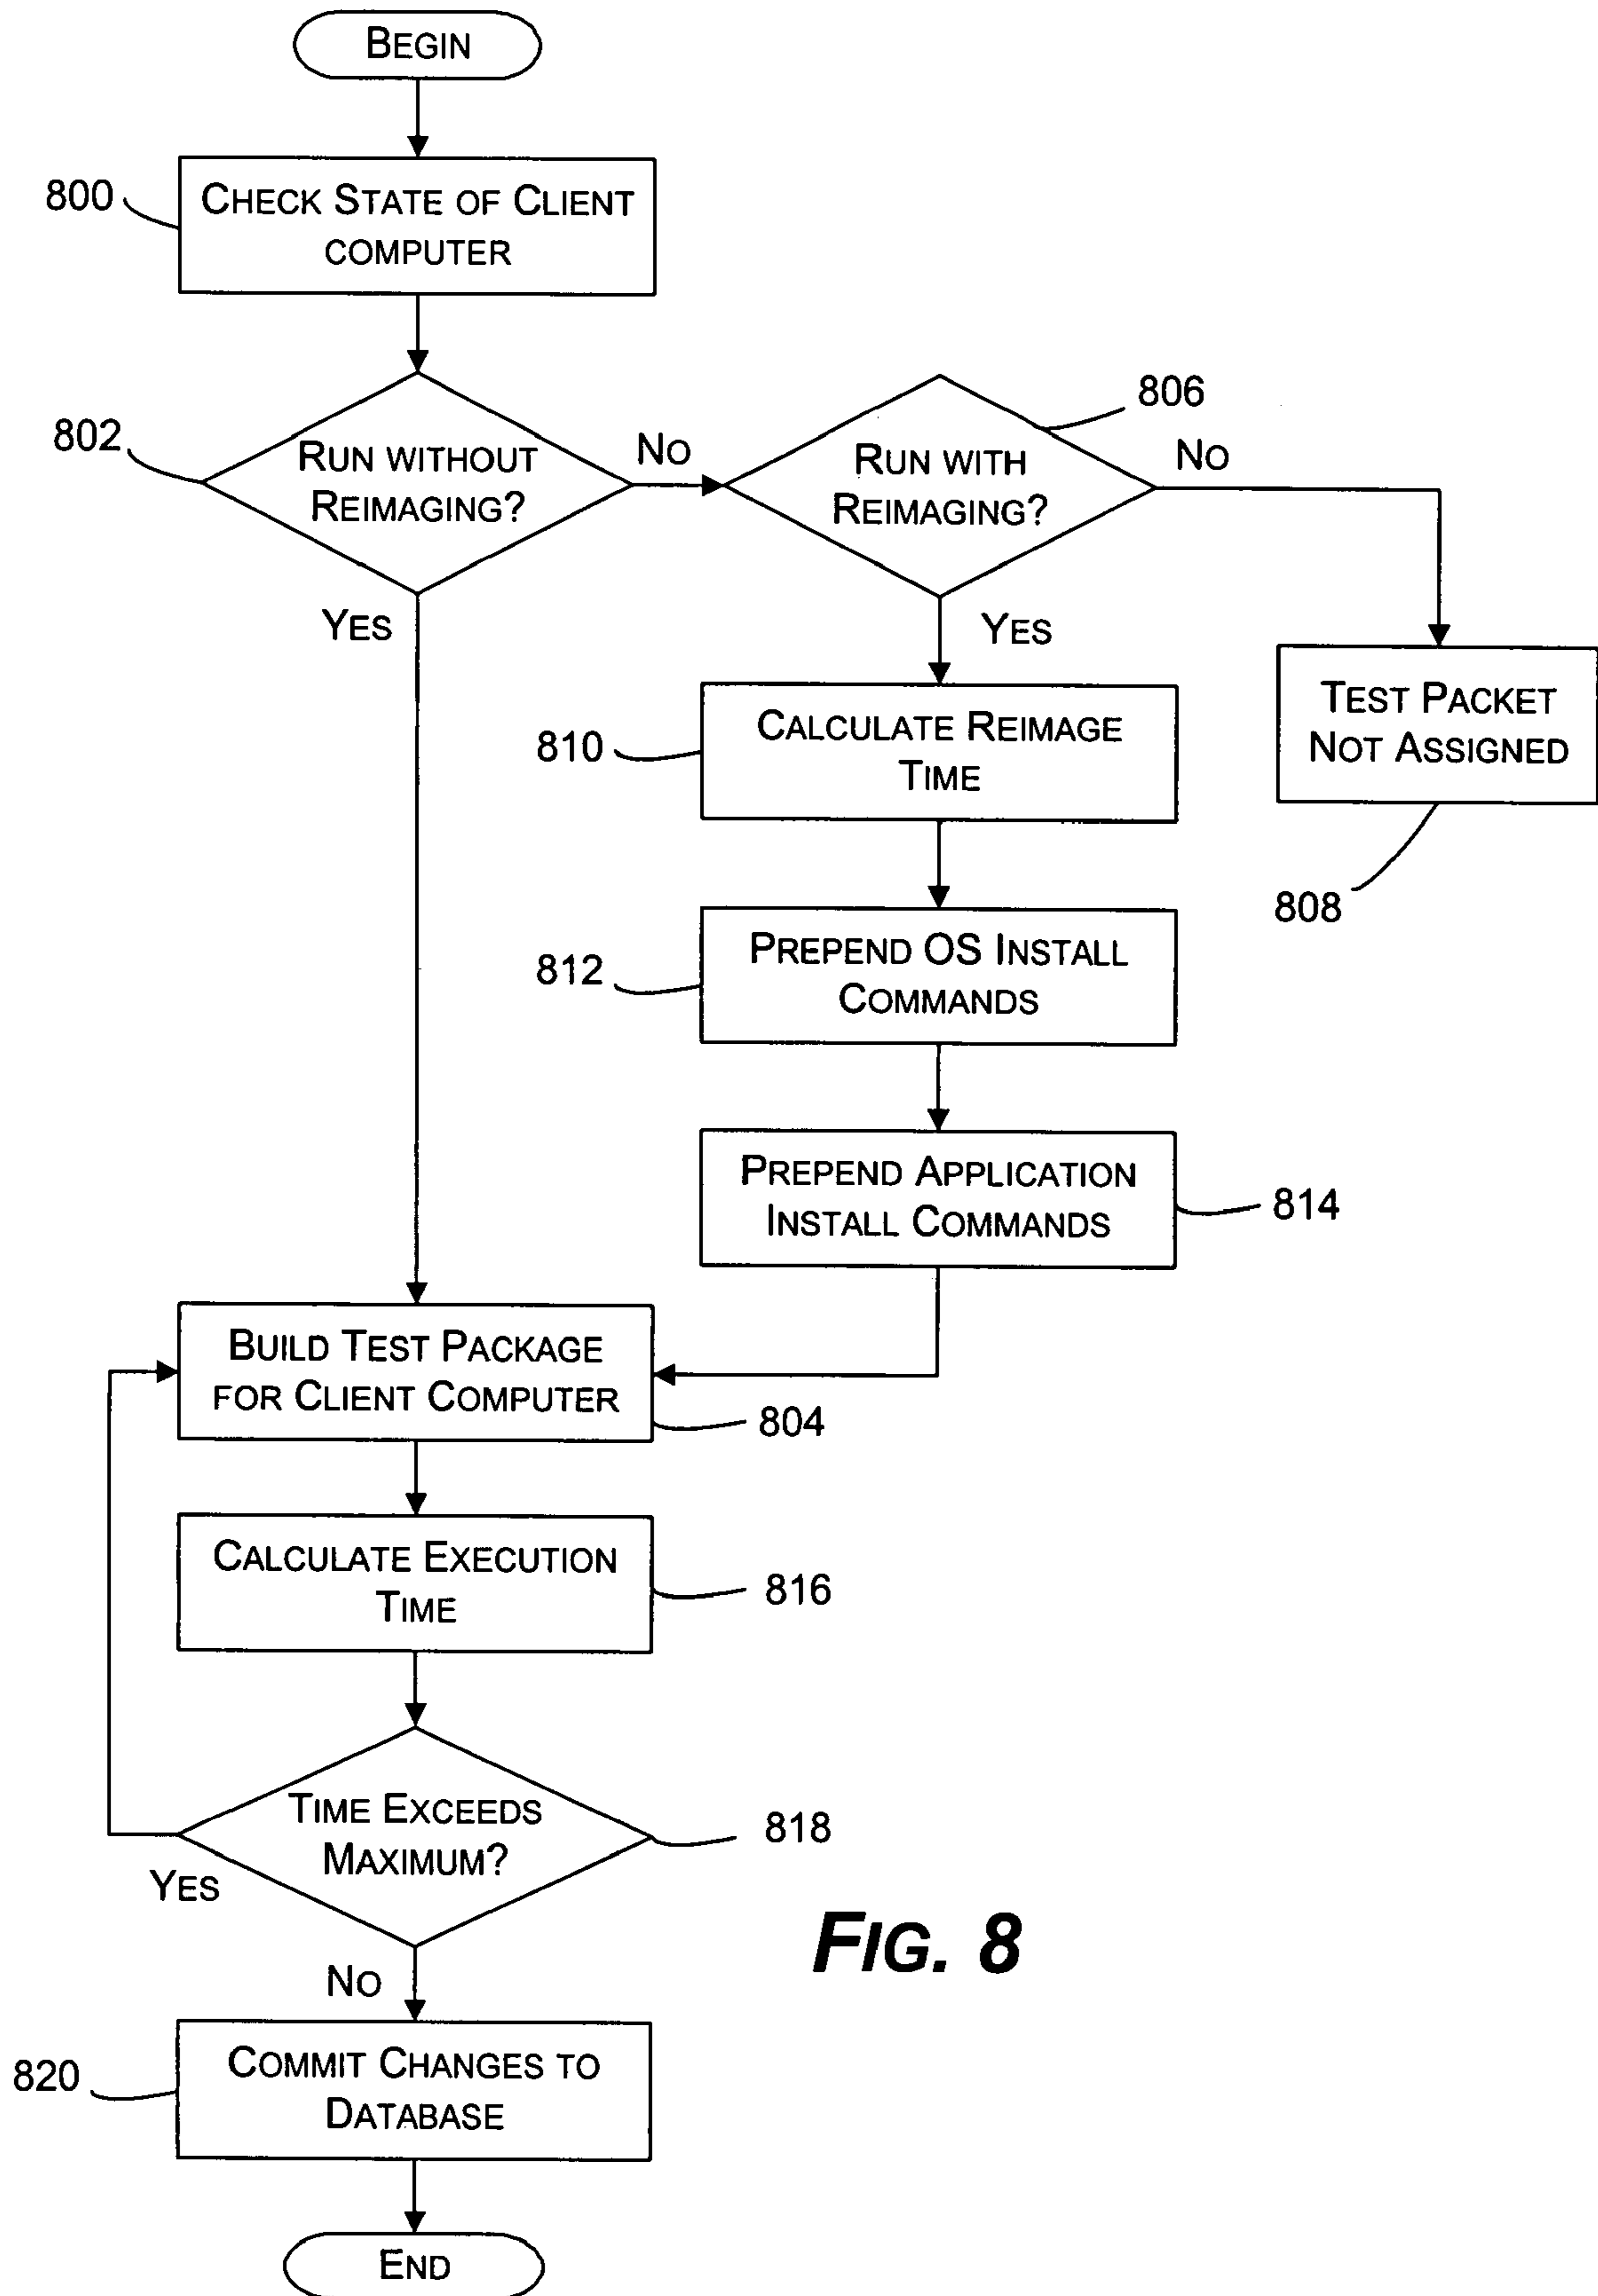 BEGIN
800
CHECK STATE OF CLIENT
COMPUTER
802
RUN WITHOUT
REIMAGING?
NO
YES
806
RUN WITH
REIMAGING?
NO
YES
TEST PACKET
NOT ASSIGNED
808
810
CALCULATE REIMAGE
TIME
812
PREPEND OS INSTALL
COMMANDS
PREPEND APPLICATION
INSTALL COMMANDS
814
BUILD TEST PACKAGE
FOR CLIENT COMPUTER
804
CALCULATE EXECUTION
TIME
816
TIME EXCEEDS
MAXIMUM?
818
YES
NO
FIG. 8
820
COMMIT CHANGES TO
DATABASE
END